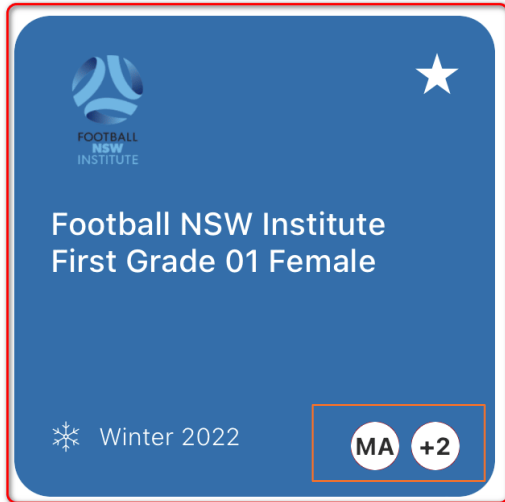 FOOTBALL
NSW
INSTITUTE
Football NSW Institute
First Grade 01 Female
Winter 2022
MA +2